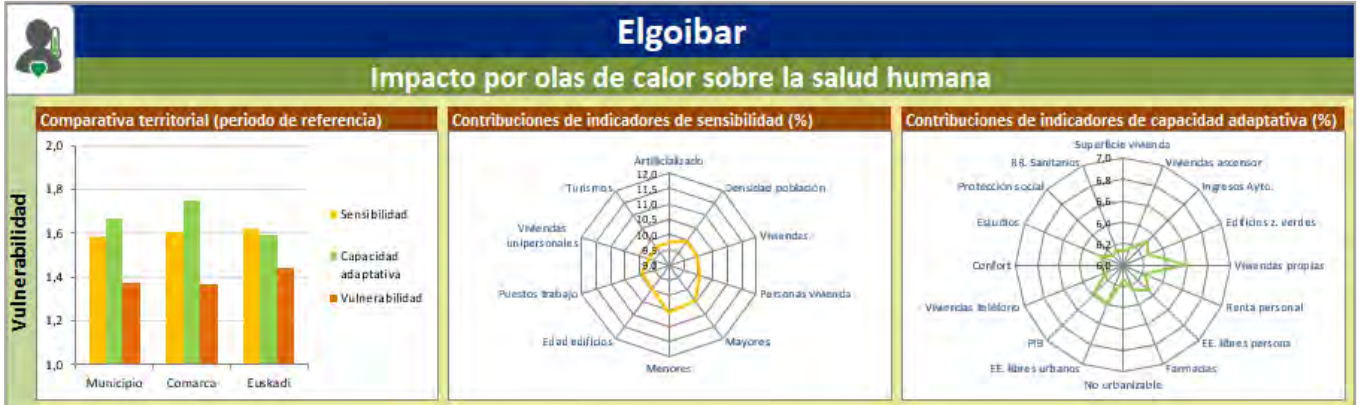 Elgoibar
Impacto por olas de calor sobre la salud humana
Vulnerabilidad
Comparativa territorial (periodo de referencia)
2,0
1,8
1,6
1,4
1,2
1,0
Municipio
Comarca
Euskadi
Sensibilidad
Capacidad
adaptativa
Vulnerabilidad
Contribuciones de indicadores de sensibilidad (%)
Artificializado
Densidad población
Viviendas
Personas vivienda
Mayores
Menores
Edad edificios
Puestos trabajo
Viviendas
unipersonales
Turismos
12,0
11,5
11,0
10,5
10,0
9,5
9,0
Contribuciones de indicadores de capacidad adaptativa (%)
Superficie vivienda
Viviendas ascensor
Ingresos Ayto.
Edificios z. verdes
Viviendas propias
Renta personal
EE. libres persona
Farmacias
No urbanizable
EE. libres urbanos
PIB
Viviendas teléfono
Confort
Estudios
Protección social
RR. Sanitarios
7,0
6,8
6,6
6,4
6,2
6,0